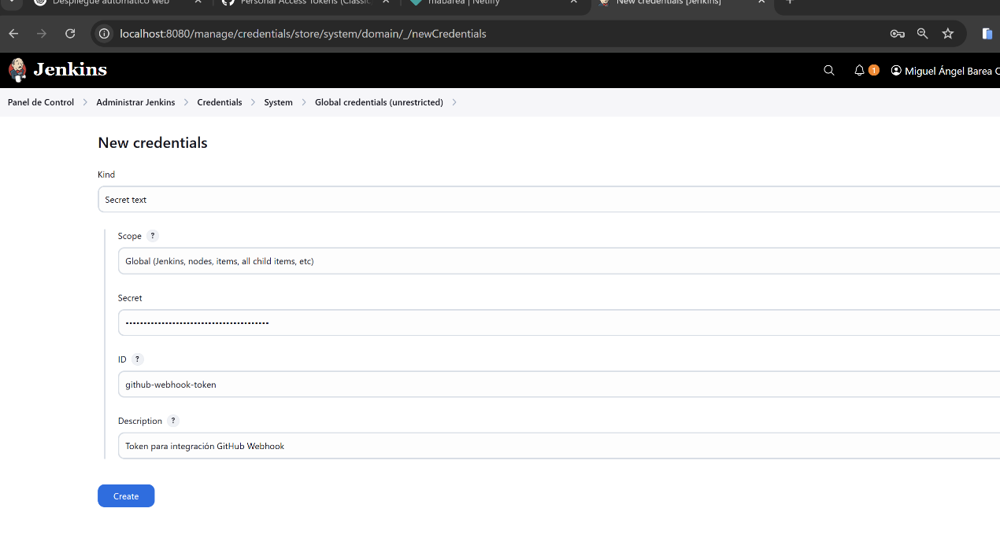 Despliegue automático web
Personal Access Tokens (Classic
mabarea | Netlify
New credentials [Jenkins]
localhost:8080/manage/credentials/store/system/domain/_/newCredentials
Jenkins
1
Miguel Ángel Barea
Panel de Control > Administrar Jenkins > Credentials > System > Global credentials (unrestricted) >
New credentials
Kind
Secret text
Scope ?
Global (Jenkins, nodes, items, all child items, etc)
Secret
ID ?
github-webhook-token
Description ?
Token para integración GitHub Webhook
Create